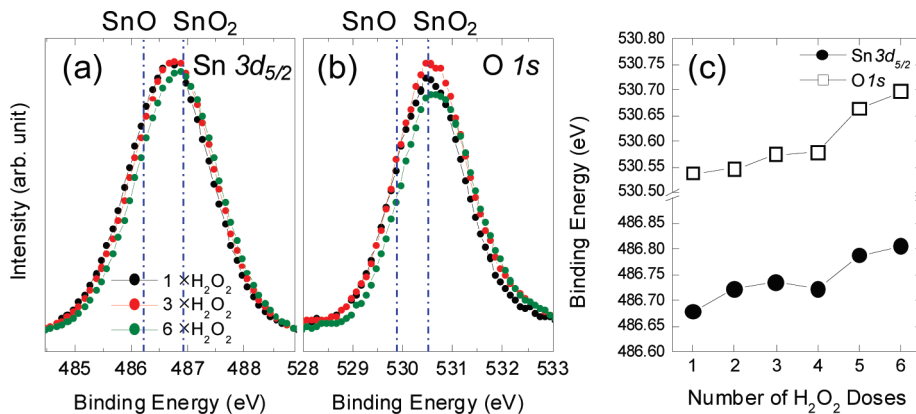 SnO SnO₂
(a) Sn 3d₅/₂
Intensity (arb. unit)
1 ×H₂O₂
3 ×H₂O₂
6 ×H₂O₂
485 486 487 488
Binding Energy (eV)
SnO SnO₂
(b) O 1s
528 529 530 531 532 533
Binding Energy (eV)
(c)
Sn 3d₅/₂
O 1s
Binding Energy (eV)
530.80
530.75
530.70
530.65
530.60
530.55
530.50
486.85
486.80
486.75
486.70
486.65
486.60
1 2 3 4 5 6
Number of H₂O₂ Doses